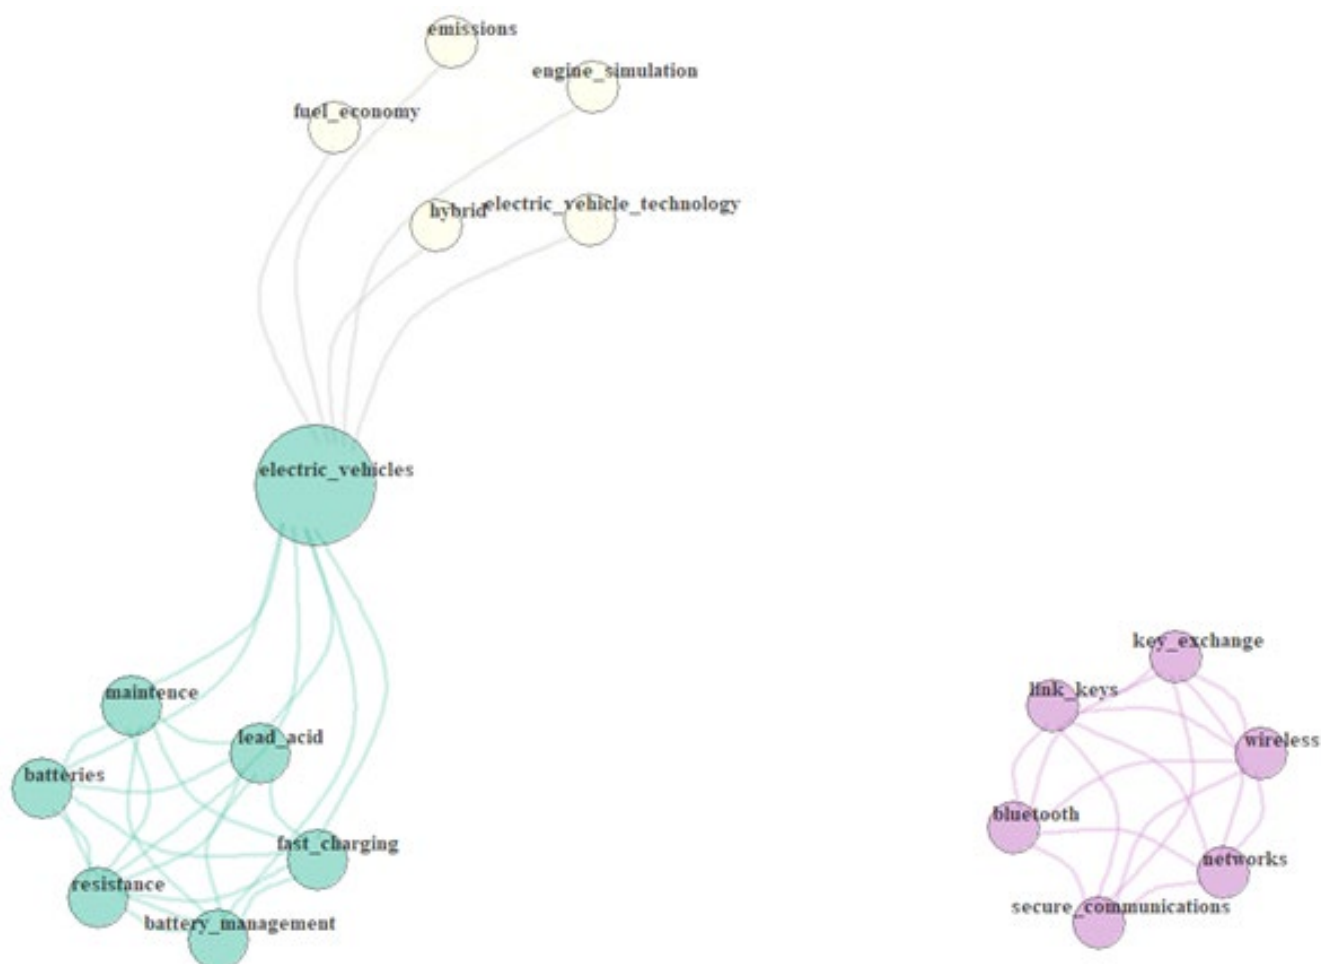 emissions
engine_simulation
fuel_economy
hybrid
electric_vehicle_technology
electric_vehicles
key_exchange
link_keys
maintence
lead_acid
wireless
batteries
bluetooth
fast_charging
networks
resistance
secure_communications
battery_management